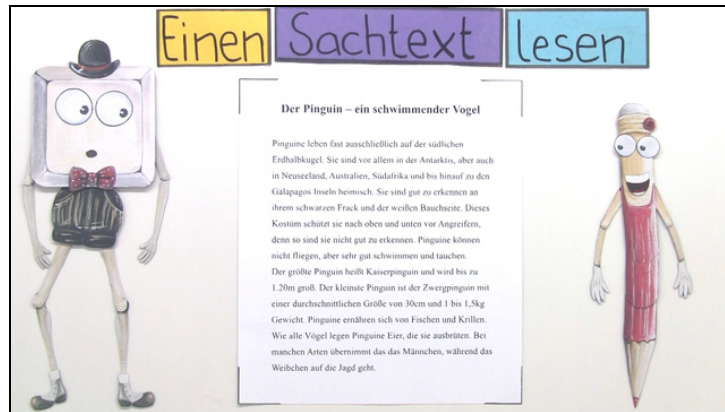 Einen Sachtext lesen
Der Pinguin – ein schwimmender Vogel
Pinguine leben fast ausschließlich auf der südlichen
Erdhalbkugel. Sie sind vor allem in der Antarktis, aber auch
in Neuseeland, Australien, Südafrika und bis hinauf zu den
Galapagos Inseln heimisch. Sie sind gut zu erkennen an
ihrem schwarzen Frack und der weißen Bauchseite. Dieses
Kostüm schützt sie nach oben und unten vor Angreifern,
denn so sind sie nicht gut zu erkennen. Pinguine können
nicht fliegen, aber sehr gut schwimmen und tauchen.
Der größte Pinguin heißt Kaiserpinguin und wird bis zu
1.20m groß. Der kleinste Pinguin ist der Zwergpinguin mit
einer durchschnittlichen Größe von 30cm und 1 bis 1,5kg
Gewicht. Pinguine ernähren sich von Fischen und Krillen.
Wie alle Vögel legen Pinguine Eier, die sie ausbrüten. Bei
manchen Arten übernimmt das das Männchen, während das
Weibchen auf die Jagd geht.